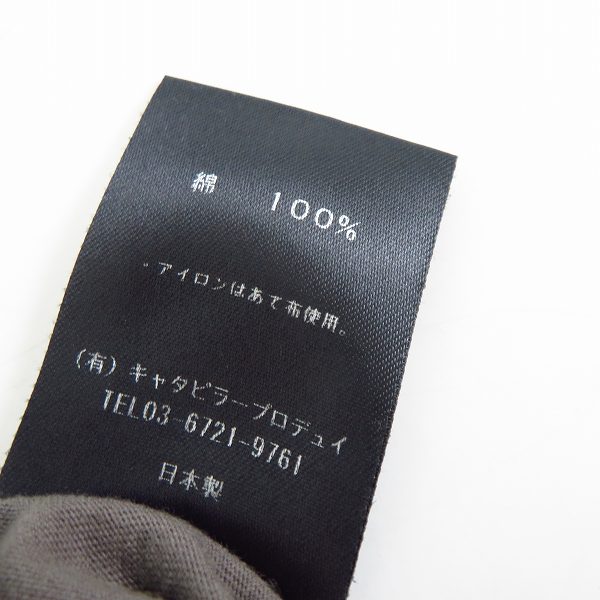 綿 100%
・アイロンはあて布使用。
(有)キャタピラープロデュイ
TEL03-6721-9761
日本製